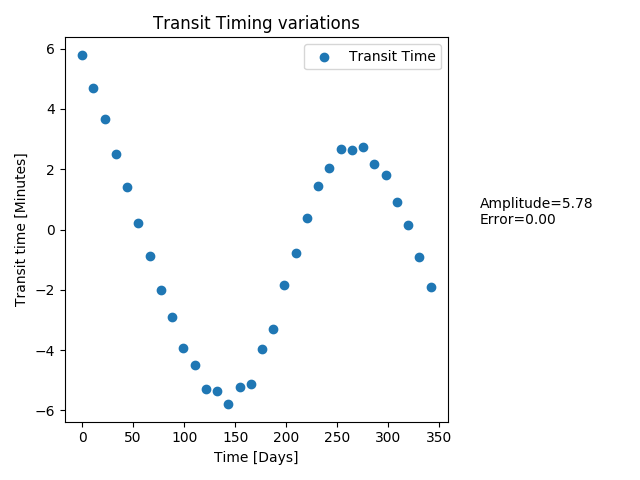 Transit Timing variations
Transit Time
6
4
2
0
−2
−4
−6
Transit time [Minutes]
0 50 100 150 200 250 300 350
Time [Days]
Amplitude=5.78
Error=0.00